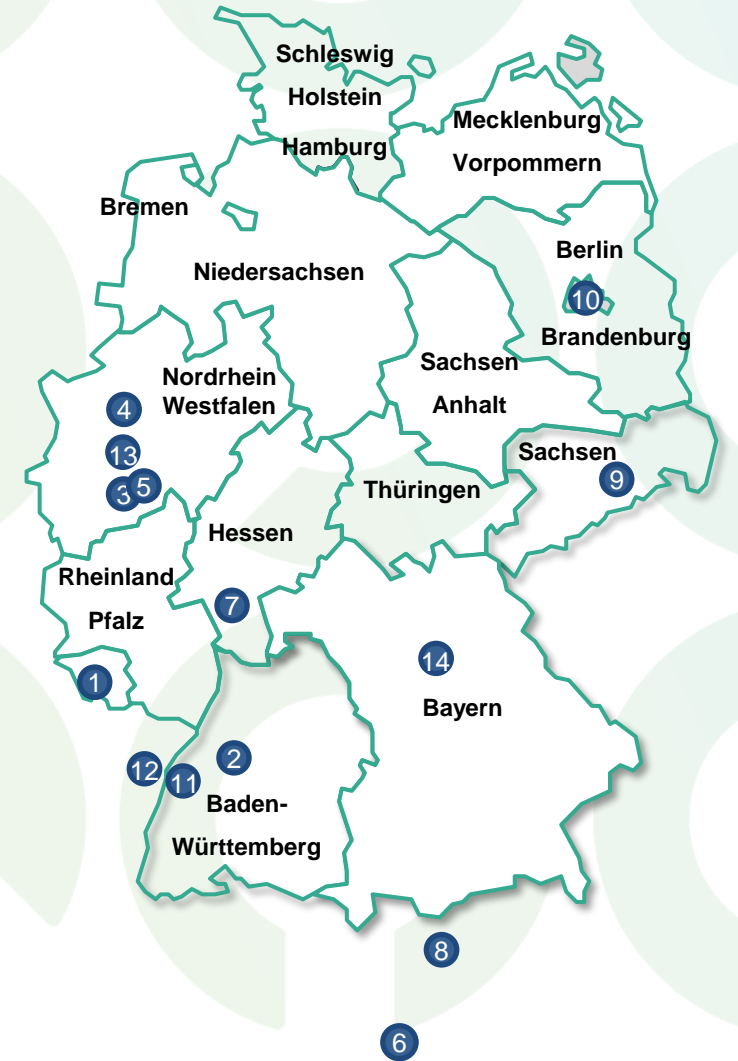 Schleswig
Holstein
Hamburg
Mecklenburg
Vorpommern
Bremen
Niedersachsen
Berlin
10
Brandenburg
Sachsen
Anhalt
Nordrhein
Westfalen
4
13
3
5
Sachsen
9
Thüringen
Hessen
Rheinland
Pfalz
7
1
14
Bayern
12
11
2
Baden-
Württemberg
8
6